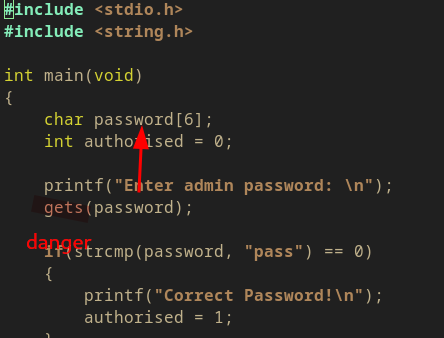 #include <stdio.h>
#include <string.h>
int main(void)
{
char password[6];
int authorised = 0;
printf("Enter admin password: \n");
gets(password);
danger
if(strcmp(password, "pass") == 0)
{
printf("Correct Password!\n");
authorised = 1;
}